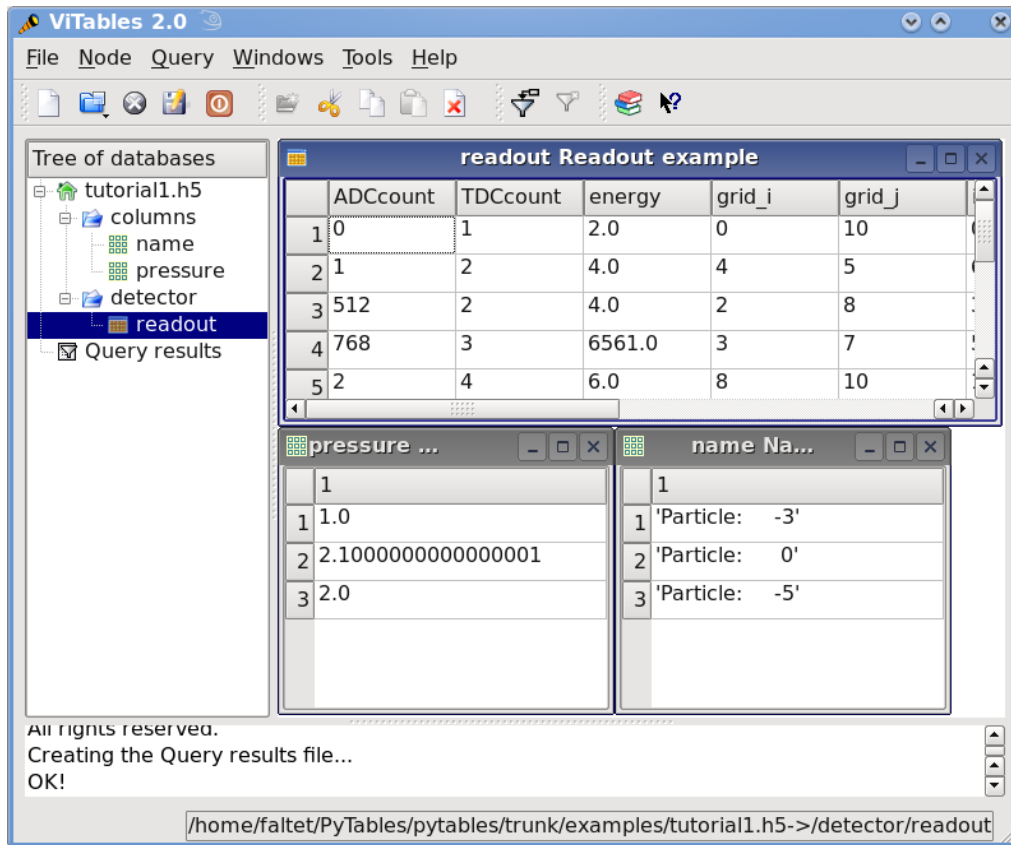 ViTables 2.0
File Node Query Windows Tools Help
Tree of databases
tutorial1.h5
columns
name
pressure
detector
readout
Query results
readout Readout example
ADCcount TDCcount energy grid_i grid_j
1 0 1 2.0 0 10
2 1 2 4.0 4 5
3 512 2 4.0 2 8
4 768 3 6561.0 3 7
5 2 4 6.0 8 10
pressure ...
1
1 1.0
2 2.1000000000000001
3 2.0
name Na...
1
1 'Particle:      -3'
2 'Particle:       0'
3 'Particle:      -5'
All rights reserved.
Creating the Query results file...
OK!
/home/faltet/PyTables/pytables/trunk/examples/tutorial1.h5->/detector/readout